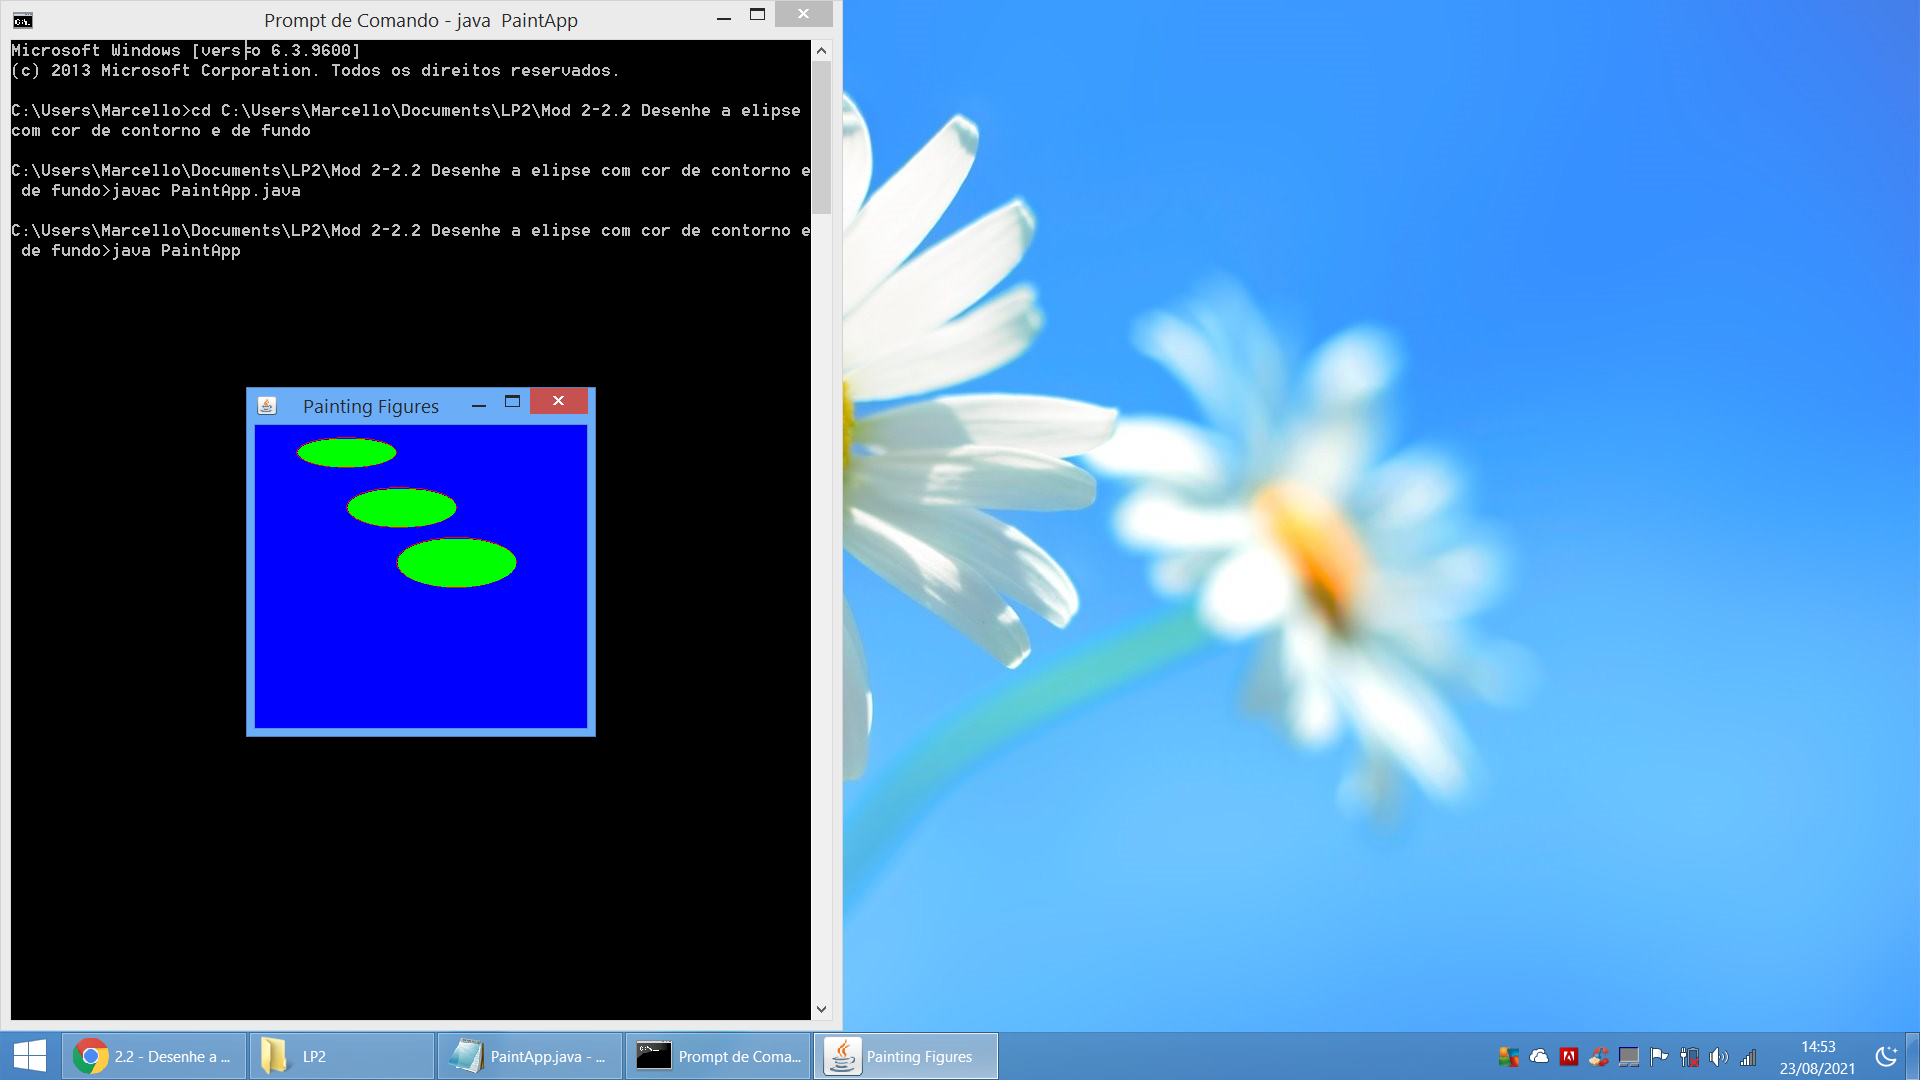 Prompt de Comando - java  PaintApp
Microsoft Windows [vers o 6.3.9600]
(c) 2013 Microsoft Corporation. Todos os direitos reservados.
C:\Users\Marcello>cd C:\Users\Marcello\Documents\LP2\Mod 2-2.2 Desenhe a elipse
com cor de contorno e de fundo
C:\Users\Marcello\Documents\LP2\Mod 2-2.2 Desenhe a elipse com cor de contorno e
 de fundo>javac PaintApp.java
C:\Users\Marcello\Documents\LP2\Mod 2-2.2 Desenhe a elipse com cor de contorno e
 de fundo>java PaintApp
Painting Figures
2.2 - Desenhe a ...
LP2
PaintApp.java - ...
Prompt de Coma...
Painting Figures
14:53
23/08/2021